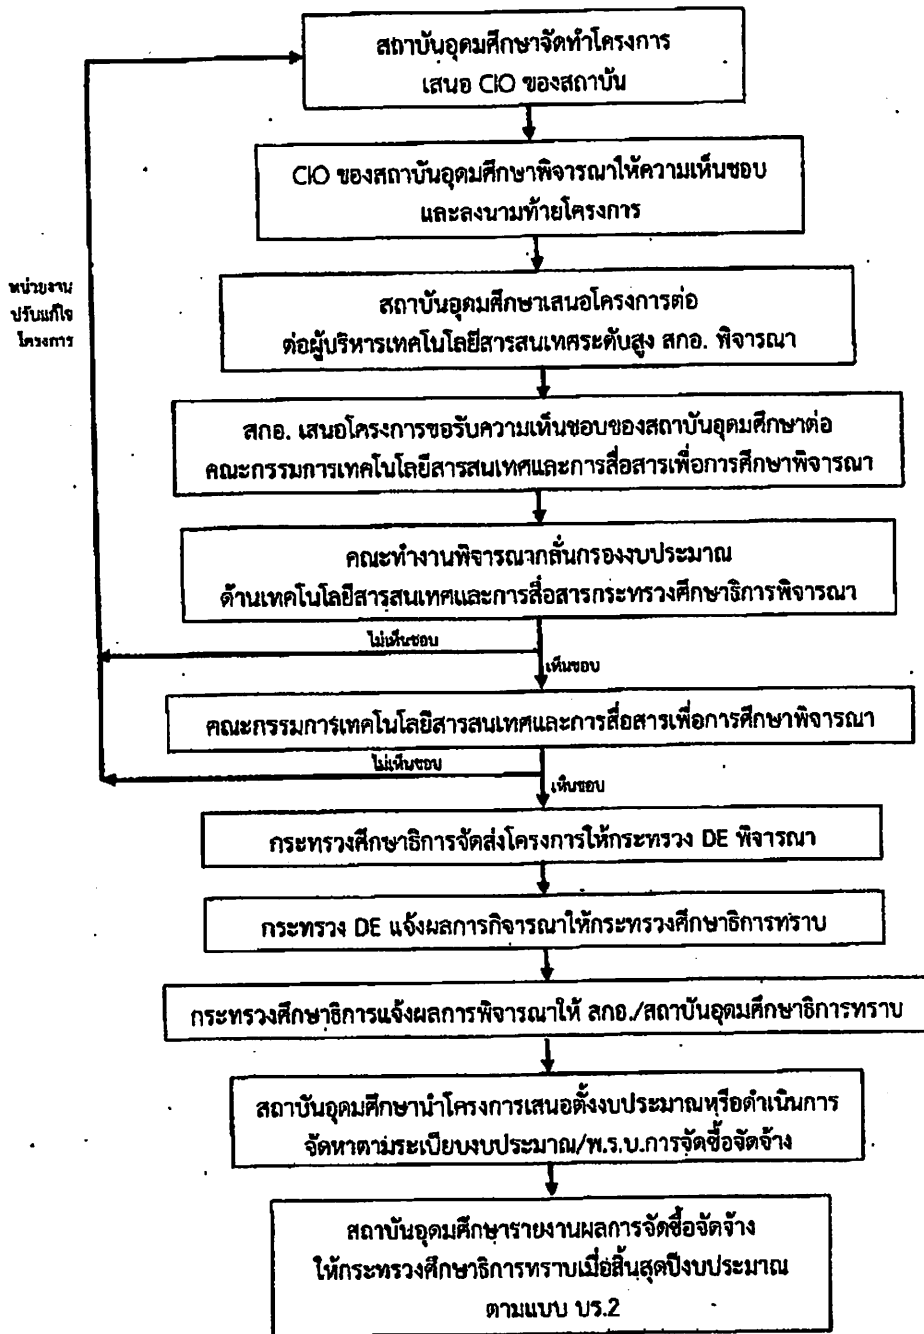 สถาบันอุดมศึกษาจัดทำโครงการ
เสนอ CIO ของสถาบัน
CIO ของสถาบันอุดมศึกษาพิจารณาให้ความเห็นชอบ
และลงนามท้ายโครงการ
หน่วยงาน
ปรับแก้ไข
โครงการ
สถาบันอุดมศึกษาเสนอโครงการต่อ
ต่อผู้บริหารเทคโนโลยีสารสนเทศระดับสูง สกอ. พิจารณา
สกอ. เสนอโครงการขอรับความเห็นชอบของสถาบันอุดมศึกษาต่อ
คณะกรรมการเทคโนโลยีสารสนเทศและการสื่อสารเพื่อการศึกษาพิจารณา
คณะทำงานพิจารณากลั่นกรองงบประมาณ
ด้านเทคโนโลยีสารสนเทศและการสื่อสารกระทรวงศึกษาธิการพิจารณา
ไม่เห็นชอบ
เห็นชอบ
คณะกรรมการเทคโนโลยีสารสนเทศและการสื่อสารเพื่อการศึกษาพิจารณา
ไม่เห็นชอบ
เห็นชอบ
กระทรวงศึกษาธิการจัดส่งโครงการให้กระทรวง DE พิจารณา
กระทรวง DE แจ้งผลการกิจารณาให้กระทรวงศึกษาธิการทราบ
กระทรวงศึกษาธิการแจ้งผลการพิจารณาให้ สกอ./สถาบันอุดมศึกษาธิการทราบ
สถาบันอุดมศึกษานำโครงการเสนอตั้งงบประมาณหรือดำเนินการ
จัดหาตามระเบียบงบประมาณ/พ.ร.บ.การจัดซื้อจัดจ้าง
สถาบันอุดมศึกษารายงานผลการจัดซื้อจัดจ้าง
ให้กระทรวงศึกษาธิการทราบเมื่อสิ้นสุดปีงบประมาณ
ตามแบบ บร.2